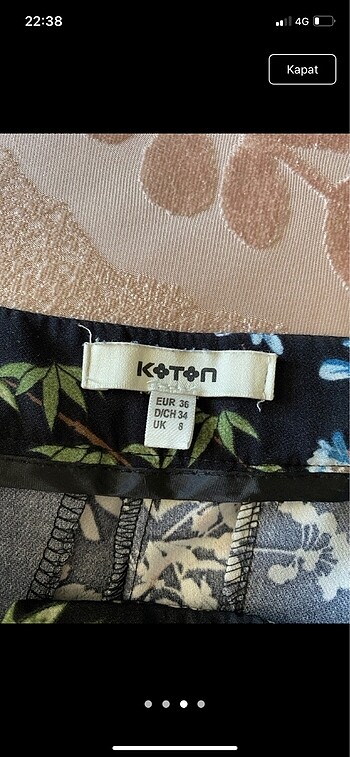 22:38
4G
Kapat
KOTON
EUR 36
D/CH 34
UK 8